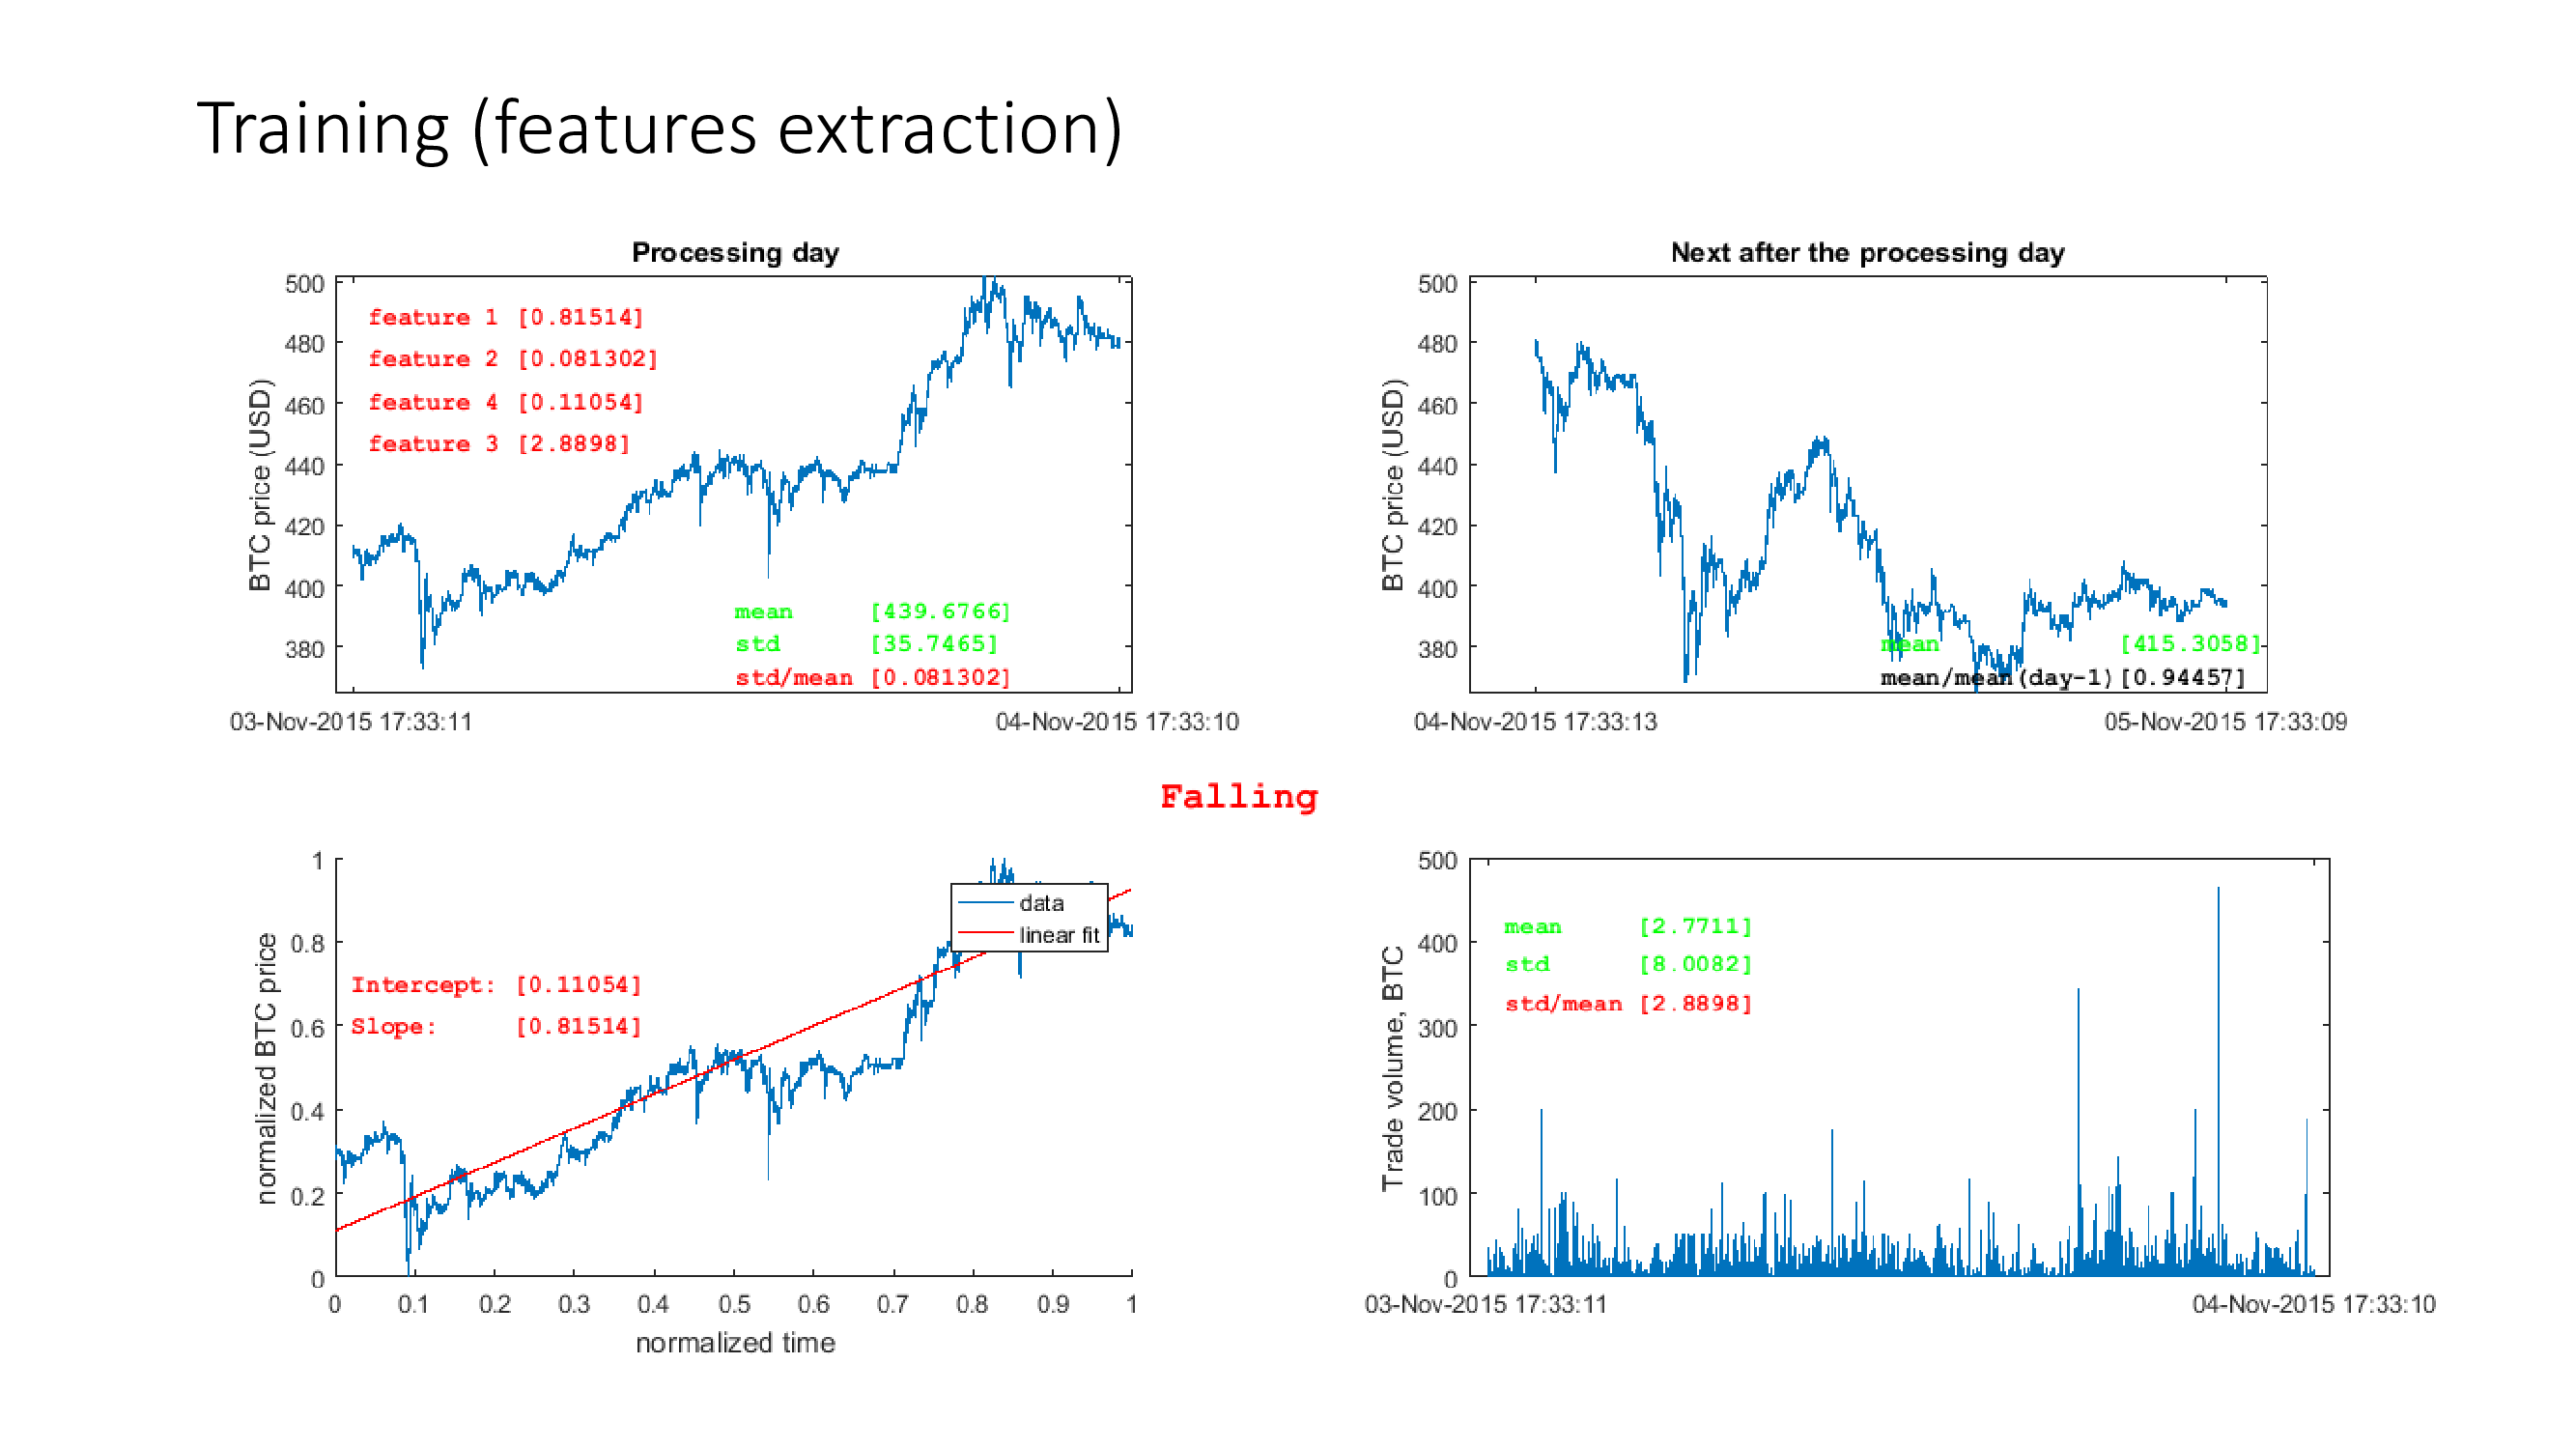 Training (features extraction)
Processing day
500
480
460
440
420
400
380
BTC price (USD)
feature 1 [0.81514]
feature 2 [0.081302]
feature 4 [0.11054]
feature 3 [2.8898]
mean [439.6766]
std [35.7465]
std/mean [0.081302]
03-Nov-2015 17:33:11
04-Nov-2015 17:33:10
Next after the processing day
500
480
460
440
420
400
380
BTC price (USD)
mean [415.3058]
mean/mean(day-1) [0.94457]
04-Nov-2015 17:33:13
05-Nov-2015 17:33:09
Falling
1
0.8
0.6
0.4
0.2
0
normalized BTC price
data
linear fit
Intercept: [0.11054]
Slope: [0.81514]
0 0.1 0.2 0.3 0.4 0.5 0.6 0.7 0.8 0.9 1
normalized time
500
400
300
200
100
0
Trade volume, BTC
mean [2.7711]
std [8.0082]
std/mean [2.8898]
03-Nov-2015 17:33:11
04-Nov-2015 17:33:10